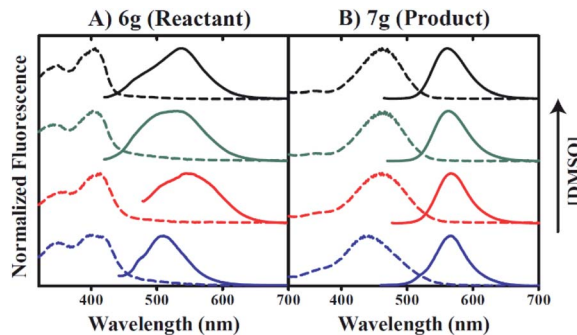 A) 6g (Reactant)
B) 7g (Product)
Normalized Fluorescence
[DMSO]
400
500
600
700
400
500
600
700
Wavelength (nm)
Wavelength (nm)